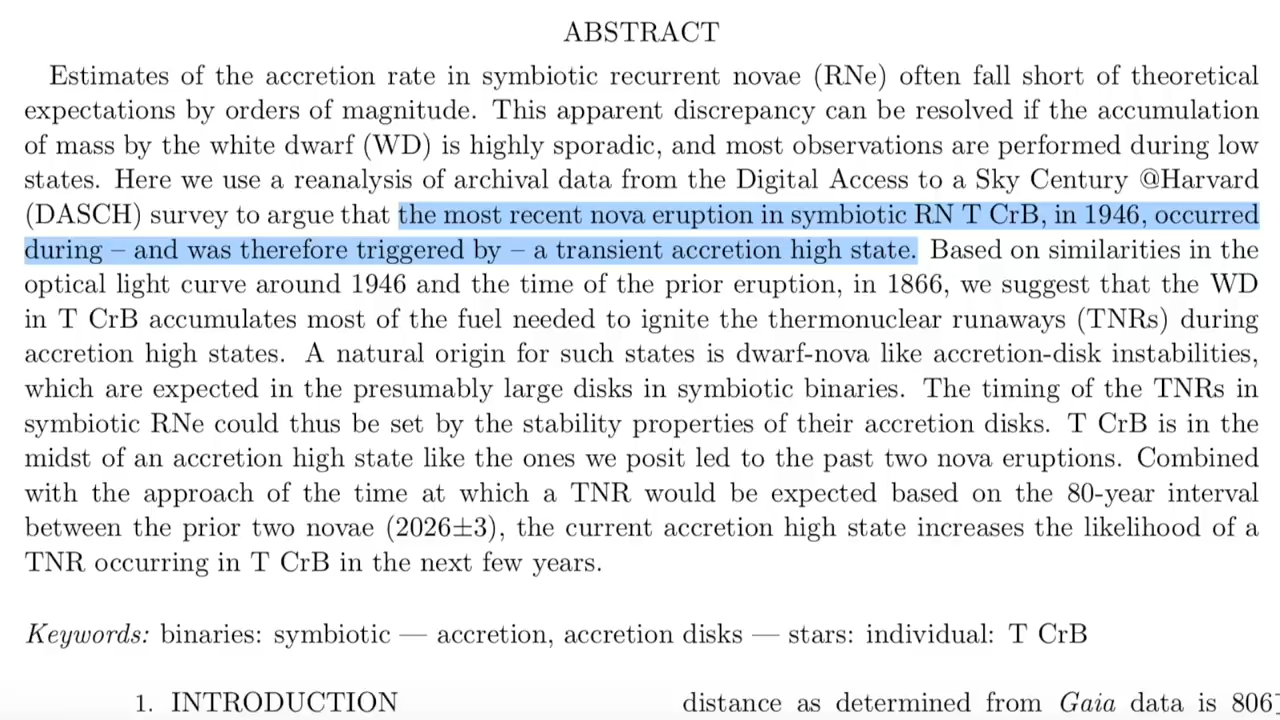 ABSTRACT
Estimates of the accretion rate in symbiotic recurrent novae (RNe) often fall short of theoretical
expectations by orders of magnitude. This apparent discrepancy can be resolved if the accumulation
of mass by the white dwarf (WD) is highly sporadic, and most observations are performed during low
states. Here we use a reanalysis of archival data from the Digital Access to a Sky Century @Harvard
(DASCH) survey to argue that the most recent nova eruption in symbiotic RN T CrB, in 1946, occurred
during – and was therefore triggered by – a transient accretion high state. Based on similarities in the
optical light curve around 1946 and the time of the prior eruption, in 1866, we suggest that the WD
in T CrB accumulates most of the fuel needed to ignite the thermonuclear runaways (TNRs) during
accretion high states. A natural origin for such states is dwarf-nova like accretion-disk instabilities,
which are expected in the presumably large disks in symbiotic binaries. The timing of the TNRs in
symbiotic RNe could thus be set by the stability properties of their accretion disks. T CrB is in the
midst of an accretion high state like the ones we posit led to the past two nova eruptions. Combined
with the approach of the time at which a TNR would be expected based on the 80-year interval
between the prior two novae (2026±3), the current accretion high state increases the likelihood of a
TNR occurring in T CrB in the next few years.
Keywords: binaries: symbiotic — accretion, accretion disks — stars: individual: T CrB
1. INTRODUCTION
distance as determined from Gaia data is 806